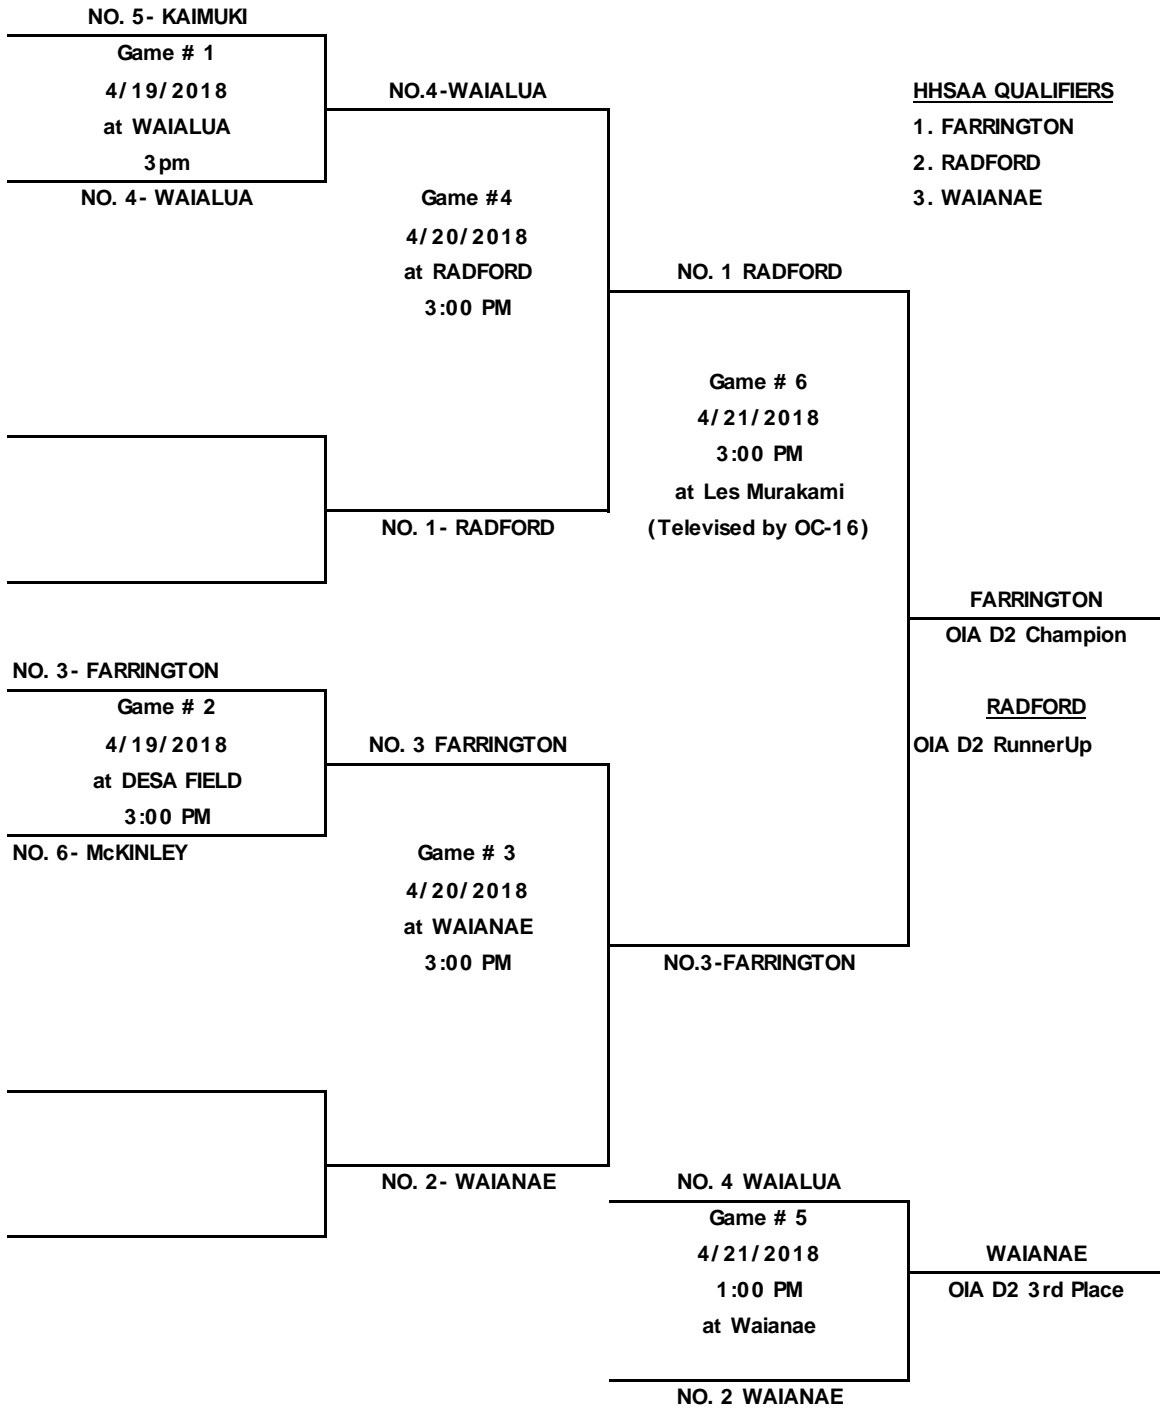 NO. 5- KAIMUKI
Game # 1
4/19/2018
at WAIALUA
3pm
NO. 4- WAIALUA
NO.4-WAIALUA
Game #4
4/20/2018
at RADFORD
3:00 PM
NO. 1- RADFORD
HHSAA QUALIFIERS
1. FARRINGTON
2. RADFORD
3. WAIANAE
NO. 1 RADFORD
Game # 6
4/21/2018
3:00 PM
at Les Murakami
(Televised by OC-16)
NO.3-FARRINGTON
FARRINGTON
OIA D2 Champion
RADFORD
OIA D2 RunnerUp
NO. 3- FARRINGTON
Game # 2
4/19/2018
at DESA FIELD
3:00 PM
NO. 6- McKINLEY
NO. 3 FARRINGTON
Game # 3
4/20/2018
at WAIANAE
3:00 PM
NO. 2- WAIANAE
NO. 4 WAIALUA
Game # 5
4/21/2018
1:00 PM
at Waianae
NO. 2 WAIANAE
WAIANAE
OIA D2 3rd Place